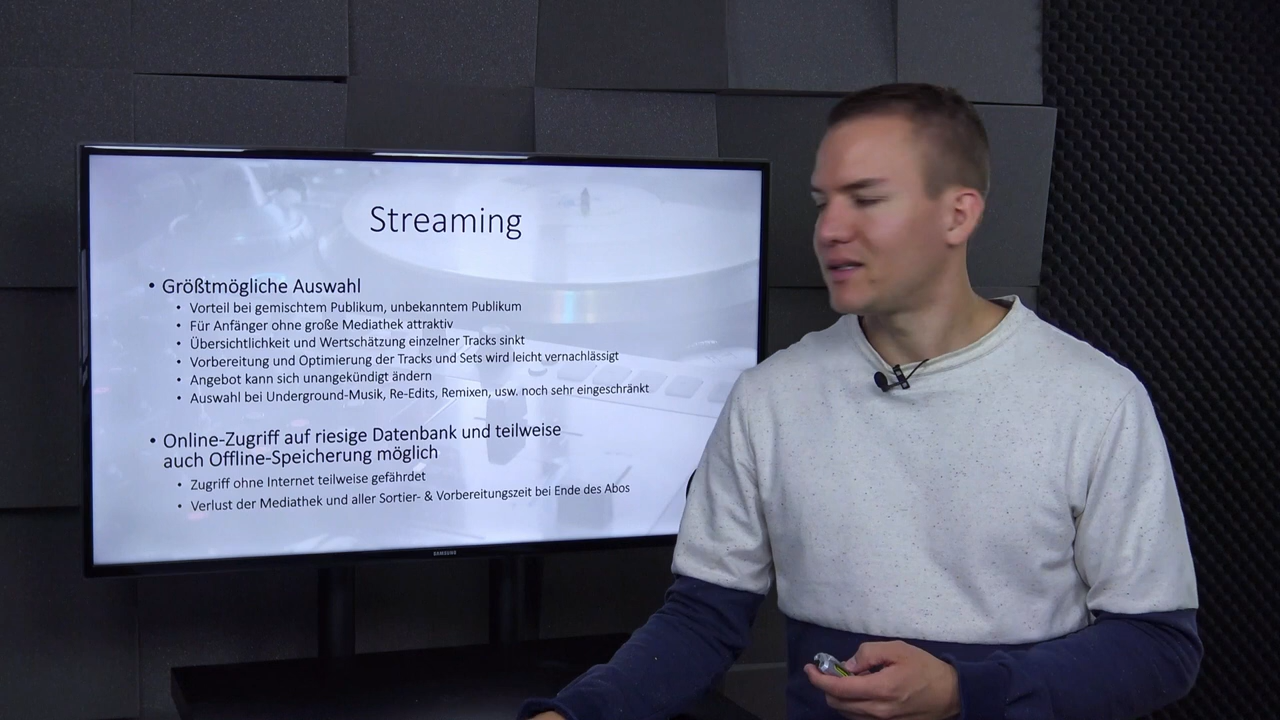 Streaming
• Größtmögliche Auswahl
• Vorteil bei gemischtem Publikum, unbekanntem Publikum
• Für Anfänger ohne große Mediathek attraktiv
• Übersichtlichkeit und Wertschätzung einzelner Tracks sinkt
• Vorbereitung und Optimierung der Tracks und Sets wird leicht vernachlässigt
• Angebot kann sich unangekündigt ändern
• Auswahl bei Underground-Musik, Re-Edits, Remixen, usw. noch sehr eingeschränkt
• Online-Zugriff auf riesige Datenbank und teilweise
auch Offline-Speicherung möglich
• Zugriff ohne Internet teilweise gefährdet
• Verlust der Mediathek und aller Sortier- & Vorbereitungszeit bei Ende des Abos
SAMSUNG